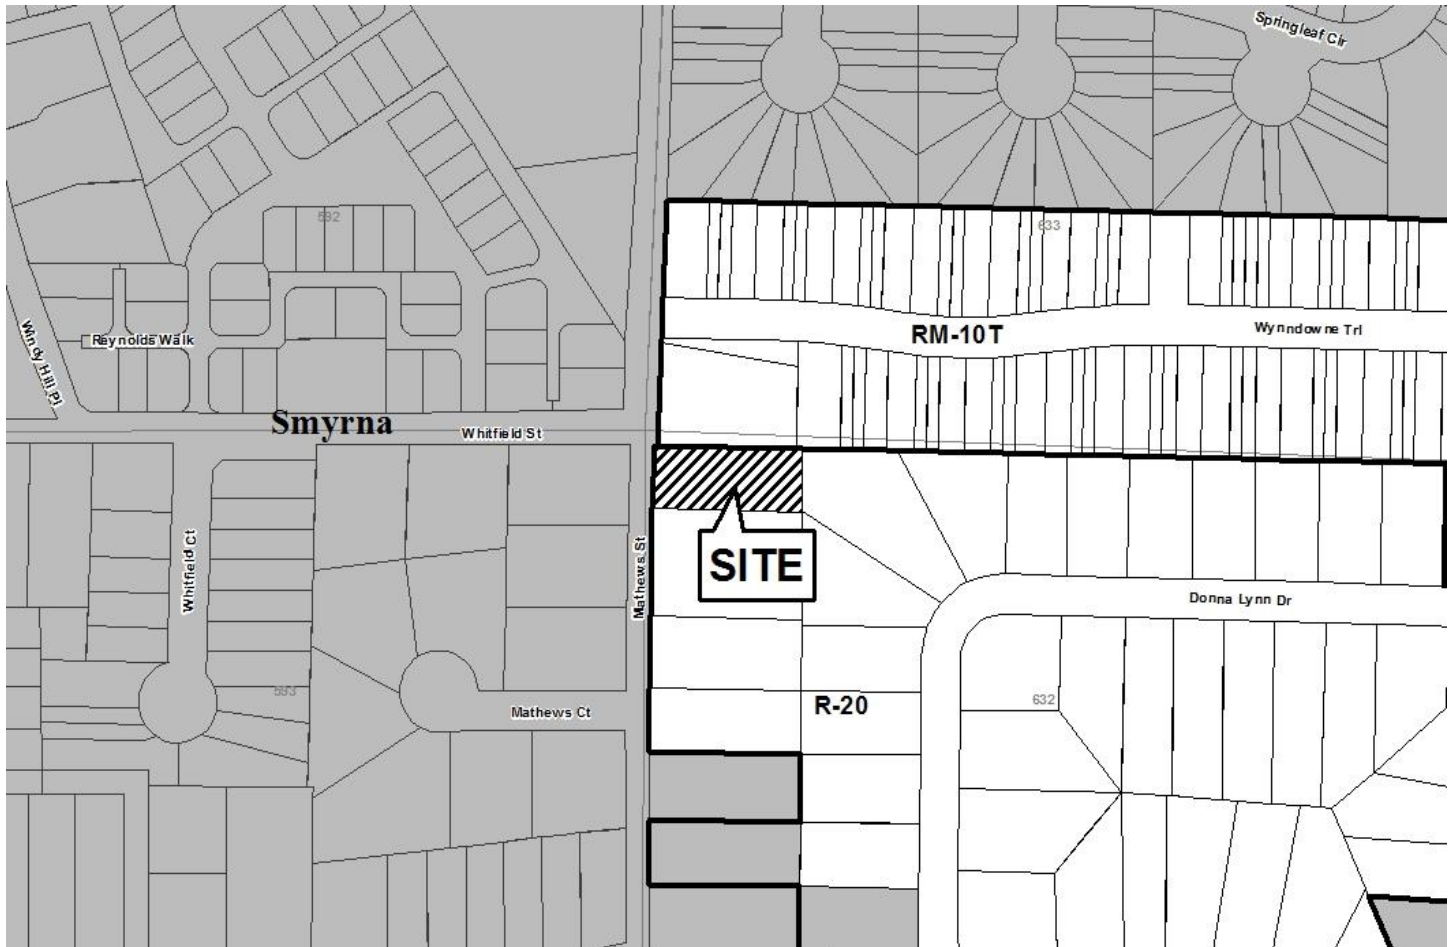 Springleaf Cir
592
633
RM-10T
Wynndowne Trl
Reynolds Walk
Windy Hill Pl
Smyrna
Whitfield St
Whitfield Ct
Mathews St
SITE
Donna Lynn Dr
593
Mathews Ct
R-20
632